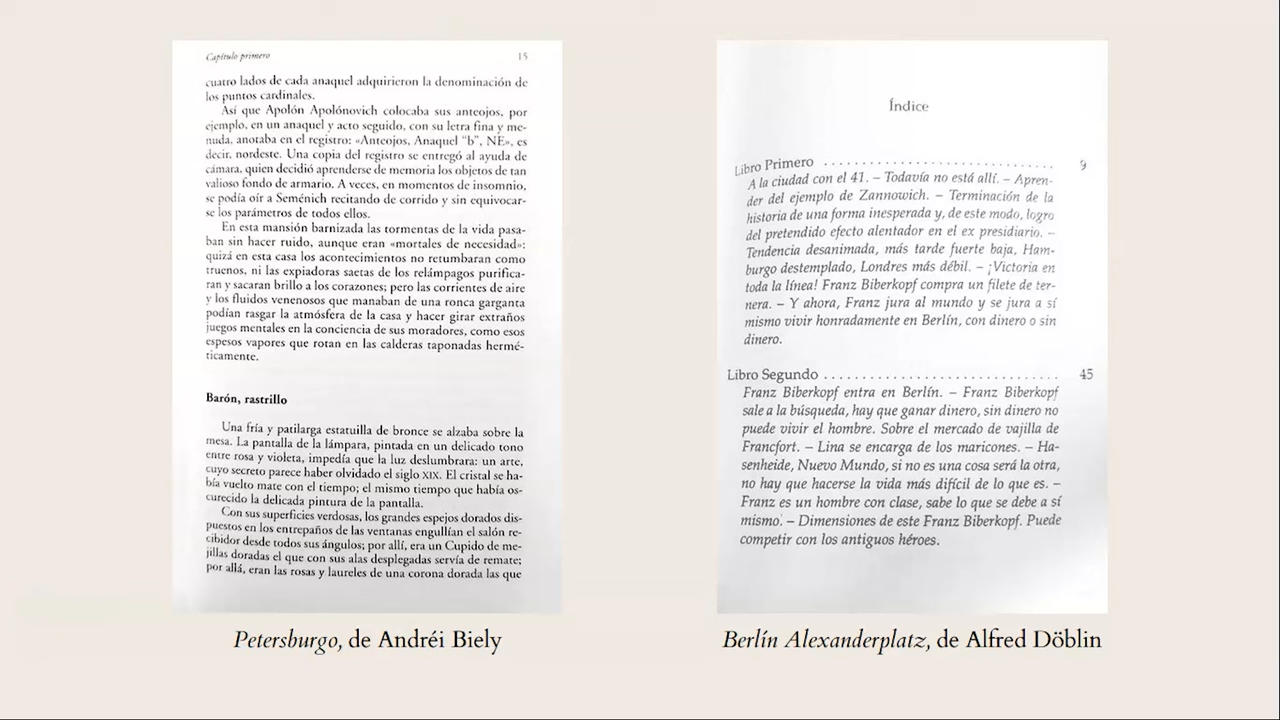 Capítulo primero 15
cuatro lados de cada anaquel adquirieron la denominación de
los puntos cardinales.
Así que Apolón Apolónovich colocaba sus anteojos, por
ejemplo, en un anaquel y acto seguido, con su letra fina y me-
nuda, anotaba en el registro: «Anteojos, Anaquel “b”, NE», es
decir, nordeste. Una copia del registro se entregó al ayuda de
cámara, quien decidió aprenderse de memoria los objetos de tan
valioso fondo de armario. A veces, en momentos de insomnio,
se podía oír a Seménich recitando de corrido y sin equivocar-
se los parámetros de todos ellos.
En esta mansión barnizada las tormentas de la vida pasa-
ban sin hacer ruido, aunque eran «mortales de necesidad»:
quizá en esta casa los acontecimientos no retumbaran como
truenos, ni las expiadoras saetas de los relámpagos purifica-
ran y sacaran brillo a los corazones; pero las corrientes de aire
y los fluidos venenosos que manaban de una ronca garganta
podían rasgar la atmósfera de la casa y hacer girar extraños
juegos mentales en la conciencia de sus moradores, como esos
espesos vapores que rotan en las calderas taponadas hermé-
ticamente.
Barón, rastrillo
Una fría y patilarga estatuilla de bronce se alzaba sobre la
mesa. La pantalla de la lámpara, pintada en un delicado tono
entre rosa y violeta, impedía que la luz deslumbrara: un arte,
cuyo secreto parece haber olvidado el siglo XIX. El cristal se ha-
bía vuelto mate con el tiempo; el mismo tiempo que había os-
curecido la delicada pintura de la pantalla.
Con sus superficies verdosas, los grandes espejos dorados dis-
puestos en los entrepaños de las ventanas engullían el salón re-
cibidor desde todos sus ángulos; por allí, era un Cupido de me-
jillas doradas el que con sus alas desplegadas servía de remate;
por allá, eran las rosas y laureles de una corona dorada las que
Petersburgo, de Andréi Biely
Índice
Libro Primero . . . . . . . . . . . . . . . . . . . . . . . . . . . . . . 9
A la ciudad con el 41. – Todavía no está allí. – Apren-
der del ejemplo de Zannowich. – Terminación de la
historia de una forma inesperada y, de este modo, logro
del pretendido efecto alentador en el ex presidiario. –
Tendencia desanimada, más tarde fuerte baja, Ham-
burgo destemplado, Londres más débil. – ¡Victoria en
toda la línea! Franz Biberkopf compra un filete de ter-
nera. – Y ahora, Franz jura al mundo y se jura a sí
mismo vivir honradamente en Berlín, con dinero o sin
dinero.
Libro Segundo . . . . . . . . . . . . . . . . . . . . . . . . . . . . . . 45
Franz Biberkopf entra en Berlín. – Franz Biberkopf
sale a la búsqueda, hay que ganar dinero, sin dinero no
puede vivir el hombre. Sobre el mercado de vajilla de
Francfort. – Lina se encarga de los maricones. – Ha-
senheide, Nuevo Mundo, si no es una cosa será la otra,
no hay que hacerse la vida más difícil de lo que es. –
Franz es un hombre con clase, sabe lo que se debe a sí
mismo. – Dimensiones de este Franz Biberkopf. Puede
competir con los antiguos héroes.
Berlín Alexanderplatz, de Alfred Döblin